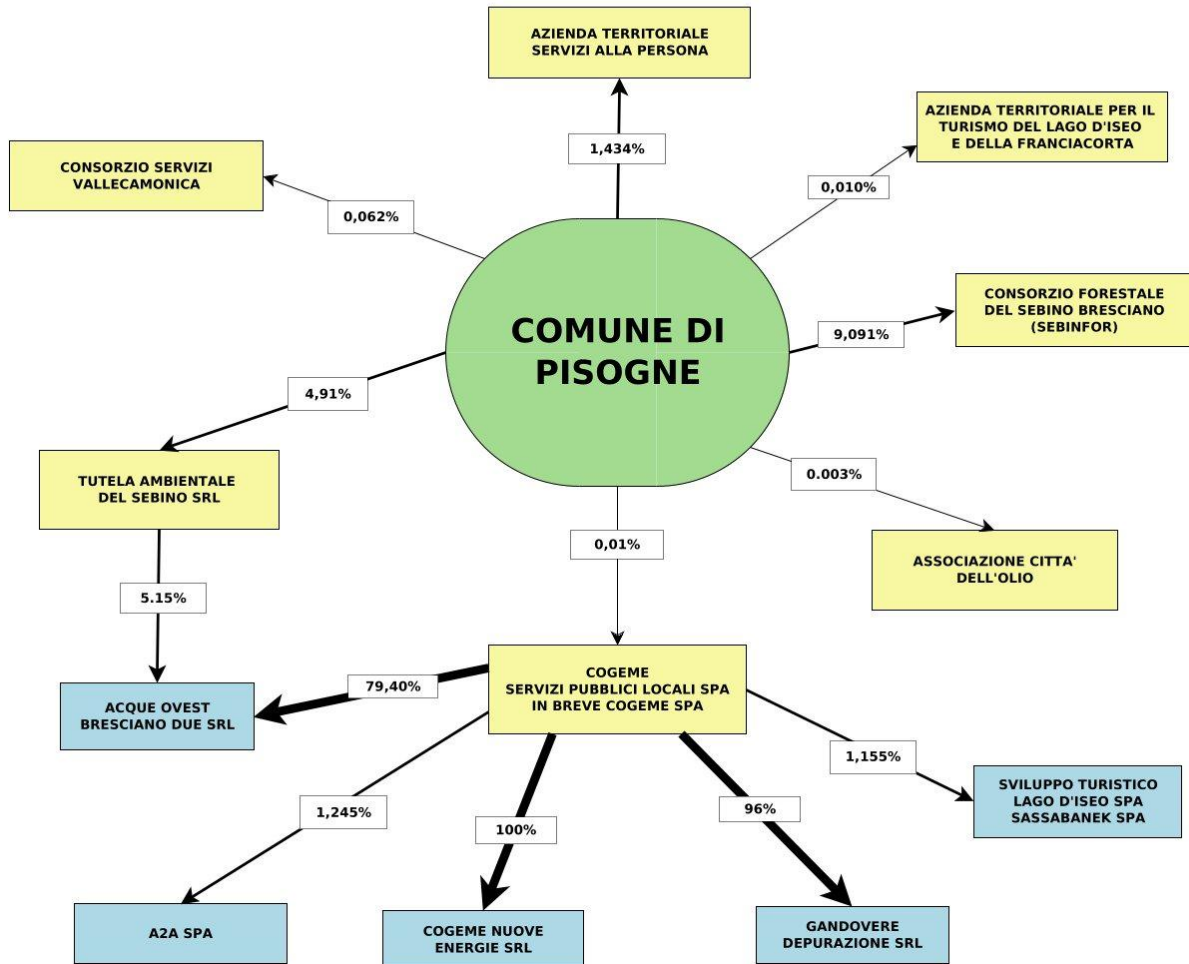 AZIENDA TERRITORIALE
SERVIZI ALLA PERSONA
1,434%
AZIENDA TERRITORIALE PER IL
TURISMO DEL LAGO D'ISEO
E DELLA FRANCIACORTA
0,010%
CONSORZIO SERVIZI
VALLECAMONICA
0,062%
COMUNE DI
PISOGNE
CONSORZIO FORESTALE
DEL SEBINO BRESCIANO
(SEBINFOR)
9,091%
4,91%
TUTELA AMBIENTALE
DEL SEBINO SRL
0.003%
ASSOCIAZIONE CITTA'
DELL'OLIO
0,01%
5.15%
COGEME
SERVIZI PUBBLICI LOCALI SPA
IN BREVE COGEME SPA
79,40%
ACQUE OVEST
BRESCIANO DUE SRL
1,155%
SVILUPPO TURISTICO
LAGO D'ISEO SPA
SASSABANEK SPA
1,245%
100%
96%
A2A SPA
COGEME NUOVE
ENERGIE SRL
GANDOVERE
DEPURAZIONE SRL